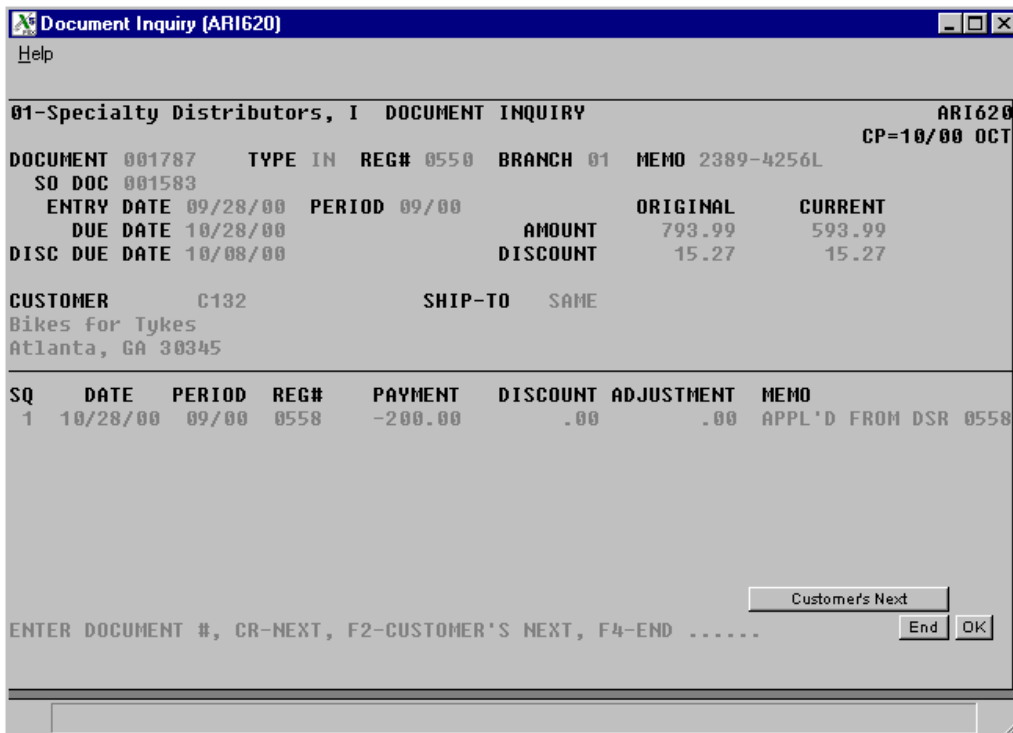 Document Inquiry (ARI620)
Help
01-Specialty Distributors, I DOCUMENT INQUIRY ARI620
CP=10/00 OCT
DOCUMENT 001787 TYPE IN REG# 0550 BRANCH 01 MEMO 2389-4256L
SO DOC 001583
ENTRY DATE 09/28/00 PERIOD 09/00 ORIGINAL CURRENT
DUE DATE 10/28/00 AMOUNT 793.99 593.99
DISC DUE DATE 10/08/00 DISCOUNT 15.27 15.27
CUSTOMER C132 SHIP-TO SAME
Bikes for Tykes
Atlanta, GA 30345
SQ DATE PERIOD REG# PAYMENT DISCOUNT ADJUSTMENT MEMO
1 10/28/00 09/00 0558 -200.00 .00 .00 APPL'D FROM DSR 0558
Customer's Next
ENTER DOCUMENT #, CR-NEXT, F2-CUSTOMER'S NEXT, F4-END ...... End OK